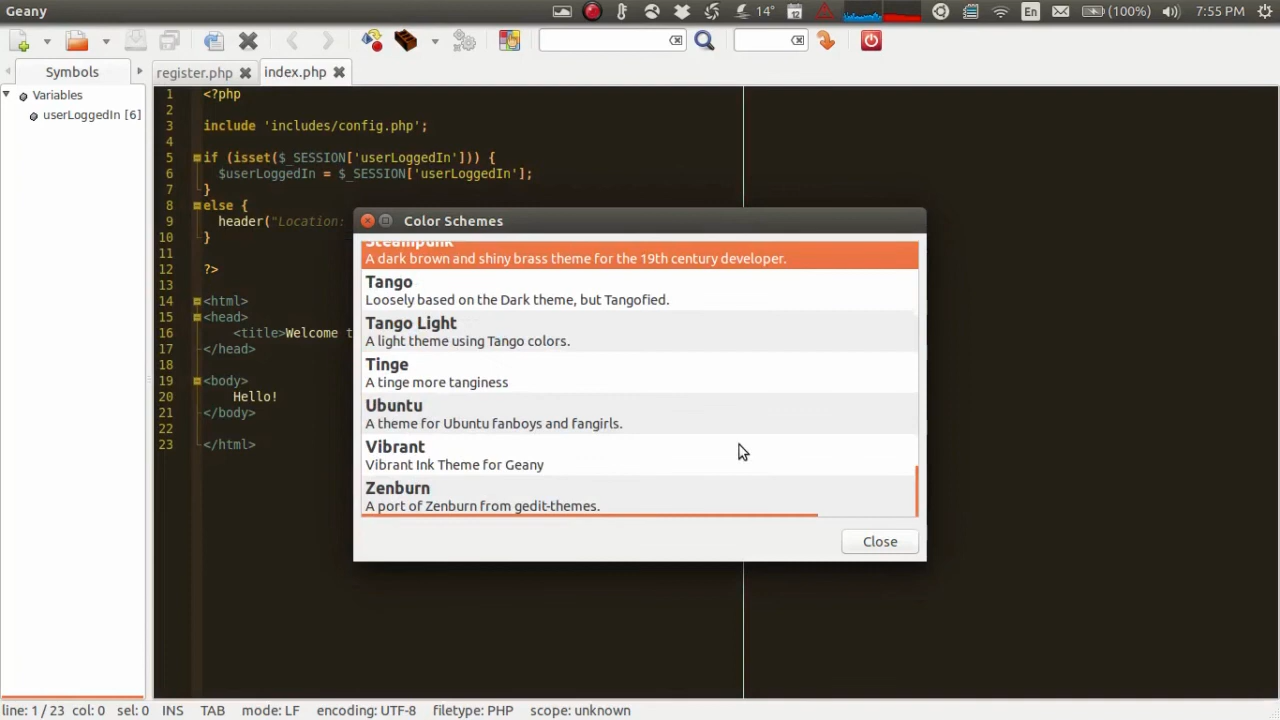 Geany
14° 12 En (100%) 7:55 PM
Symbols
register.php index.php
Variables
userLoggedIn [6]
1 <?php
2
3 include 'includes/config.php';
4
5 if (isset($_SESSION['userLoggedIn'])) {
6 $userLoggedIn = $_SESSION['userLoggedIn'];
7 }
8 else {
9 header("Location:
10 }
11
12 ?>
13
14 <html>
15 <head>
16 <title>Welcome t
17 </head>
18
19 <body>
20 Hello!
21 </body>
22
23 </html>
Color Schemes
Steampunk
A dark brown and shiny brass theme for the 19th century developer.
Tango
Loosely based on the Dark theme, but Tangofied.
Tango Light
A light theme using Tango colors.
Tinge
A tinge more tanginess
Ubuntu
A theme for Ubuntu fanboys and fangirls.
Vibrant
Vibrant Ink Theme for Geany
Zenburn
A port of Zenburn from gedit-themes.
Close
line: 1 / 23 col: 0 sel: 0 INS TAB mode: LF encoding: UTF-8 filetype: PHP scope: unknown